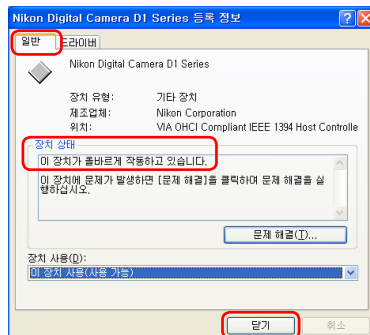 Nikon Digital Camera D1 Series 등록 정보
일반
드라이버
Nikon Digital Camera D1 Series
장치 유형:
기타 장치
제조업체:
Nikon Corporation
위치:
VIA OHCI Compliant IEEE 1394 Host Controlle
장치 상태
이 장치가 올바르게 작동하고 있습니다.
이 장치에 문제가 발생하면 [문제 해결]을 클릭하여 문제 해결을 실
행하십시오.
문제 해결(T)...
장치 사용(D):
이 장치 사용(사용 가능)
닫기
취소